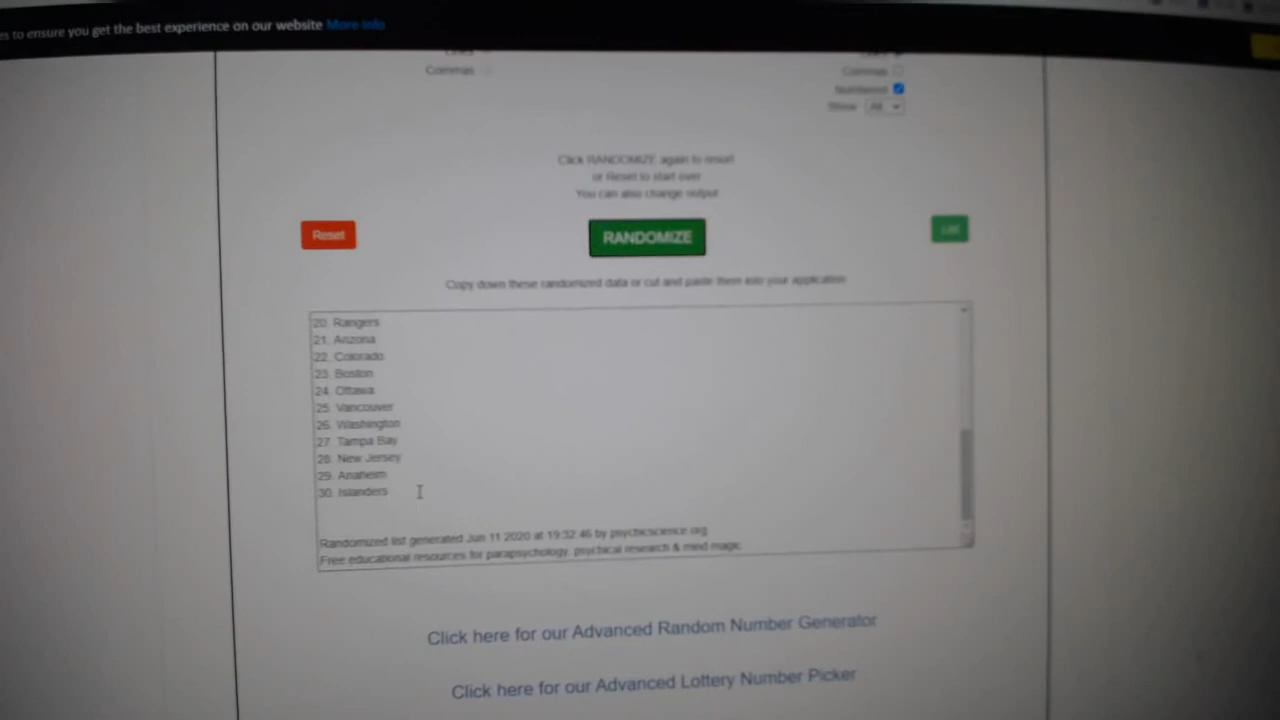 es to ensure you get the best experience on our website More info
Commas
Commas
Numbered
Show All
Click RANDOMIZE again to resort
or Reset to start over
You can also change output
Reset
RANDOMIZE
List
Copy down these randomized data or cut and paste them into your application
20. Rangers
21. Arizona
22. Colorado
23. Boston
24. Ottawa
25. Vancouver
26. Washington
27. Tampa Bay
28. New Jersey
29. Anaheim
30. Islanders
Randomized list generated Jun 11 2020 at 19:32:46 by psychicscience.org
Free educational resources for parapsychology, psychical research & mind magic
Click here for our Advanced Random Number Generator
Click here for our Advanced Lottery Number Picker